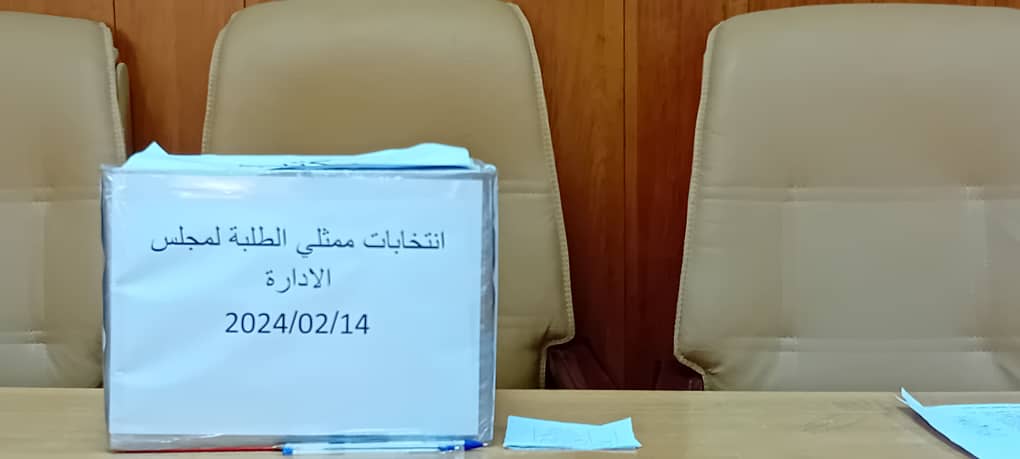 انتخابات ممثلي الطلبة لمجلس
الادارة
2024/02/14